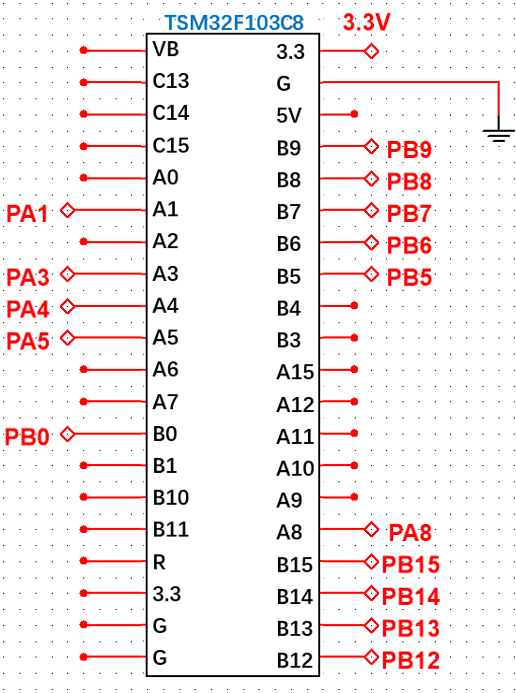 TSM32F103C8
3.3V
VB 3.3
C13 G
C14 5V
C15 B9 PB9
A0 B8 PB8
PA1 A1 B7 PB7
A2 B6 PB6
PA3 A3 B5 PB5
PA4 A4 B4
PA5 A5 B3
A6 A15
A7 A12
PB0 B0 A11
B1 A10
B10 A9
B11 A8 PA8
R B15 PB15
3.3 B14 PB14
G B13 PB13
G B12 PB12